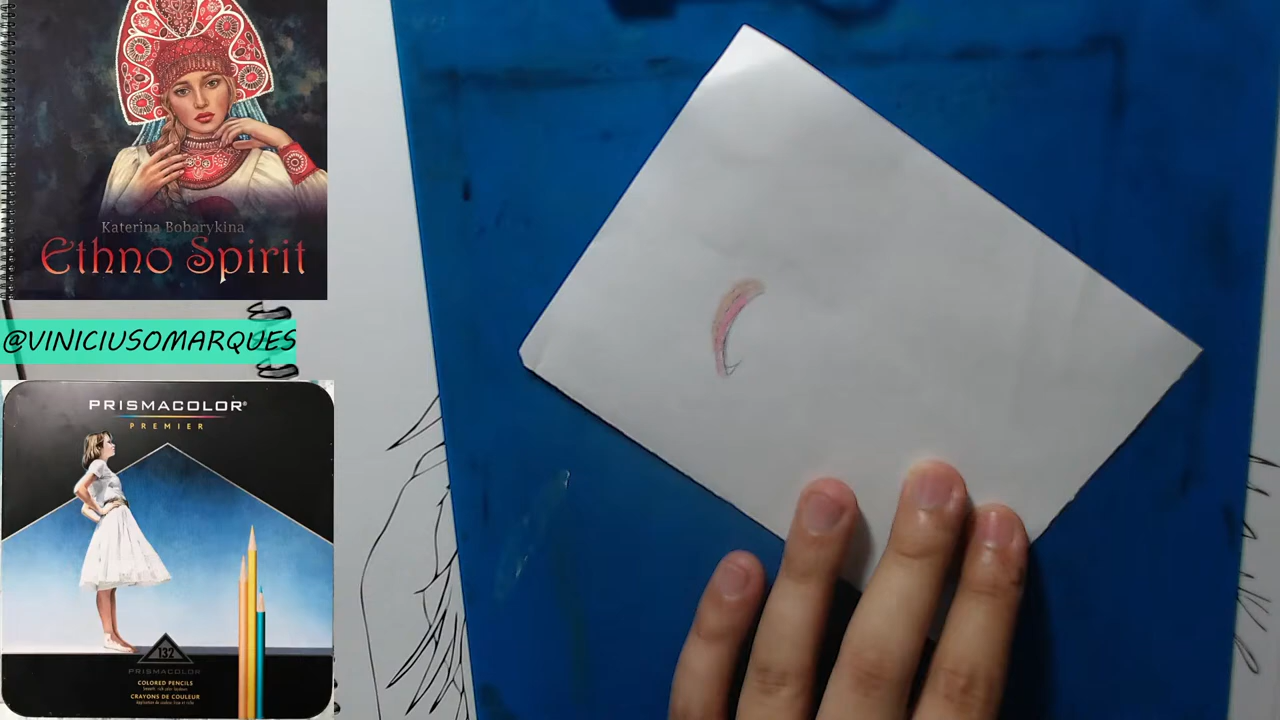 Katerina Bobarykina
Ethno Spirit
@VINICIUSOMARQUES
PRISMACOLOR®
PREMIER
132
PRISMACOLOR
COLORED PENCILS
CRAYONS DE COULEUR